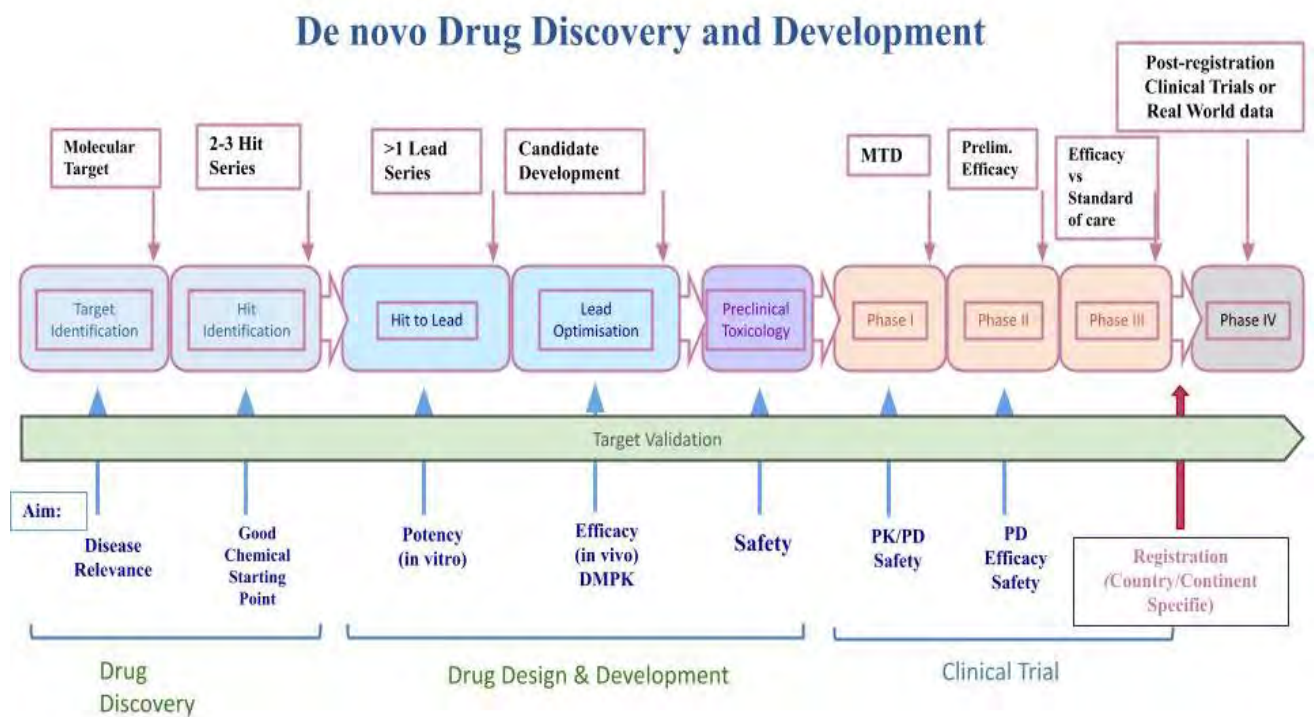 De novo Drug Discovery and Development
Post-registration
Clinical Trials or
Real World data
Molecular
Target
2-3 Hit
Series
>1 Lead
Series
Candidate
Development
MTD
Prelim.
Efficacy
Efficacy
vs
Standard
of care
Target
Identification
Hit
Identification
Hit to Lead
Lead
Optimisation
Preclinical
Toxicology
Phase I
Phase II
Phase III
Phase IV
Target Validation
Aim:
Disease
Relevance
Good
Chemical
Starting
Point
Potency
(in vitro)
Efficacy
(in vivo)
DMPK
Safety
PK/PD
Safety
PD
Efficacy
Safety
Registration
(Country/Continent
Specifie)
Drug
Discovery
Drug Design & Development
Clinical Trial